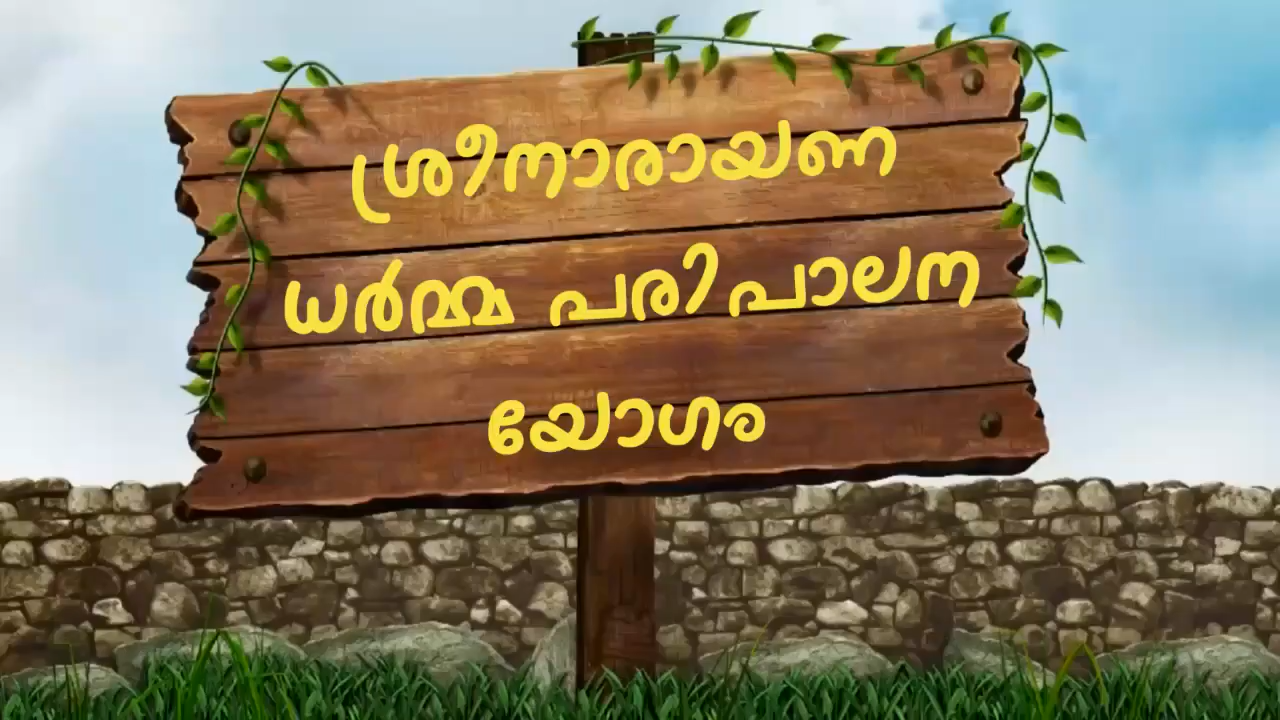 ശ്രീനാരായണ
ധർമ്മ പരിപാലന
യോഗം